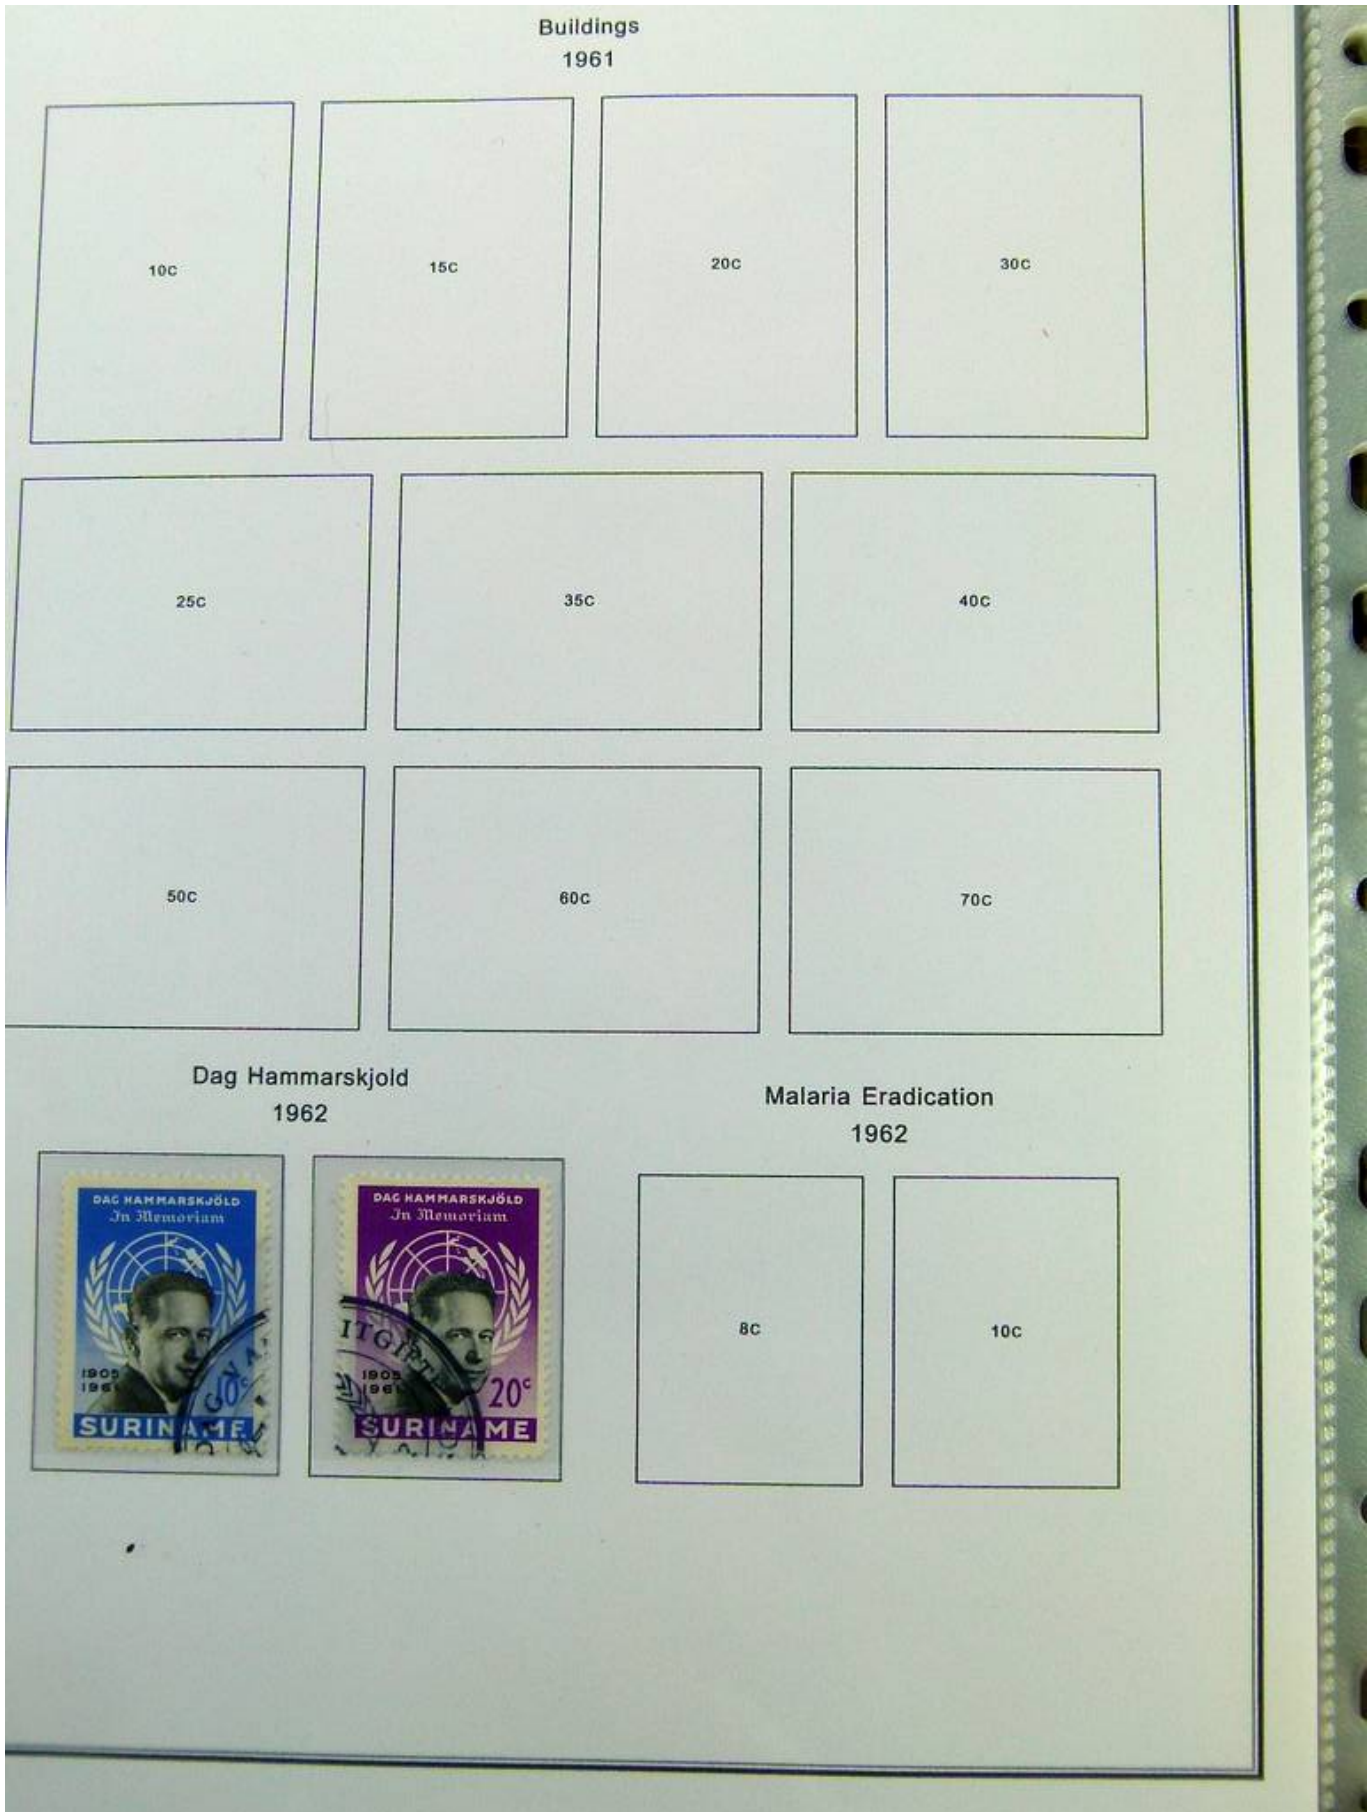 Buildings
1961
10C
15C
20C
30C
25C
35C
40C
50C
60C
70C
Dag Hammarskjold
1962
Malaria Eradication
1962
DAG HAMMARSKJÖLD
In Memoriam
1905
SURINAME
DAG HAMMARSKJÖLD
In Memoriam
ITGIFTE
1905
20c
SURINAME
8C
10C